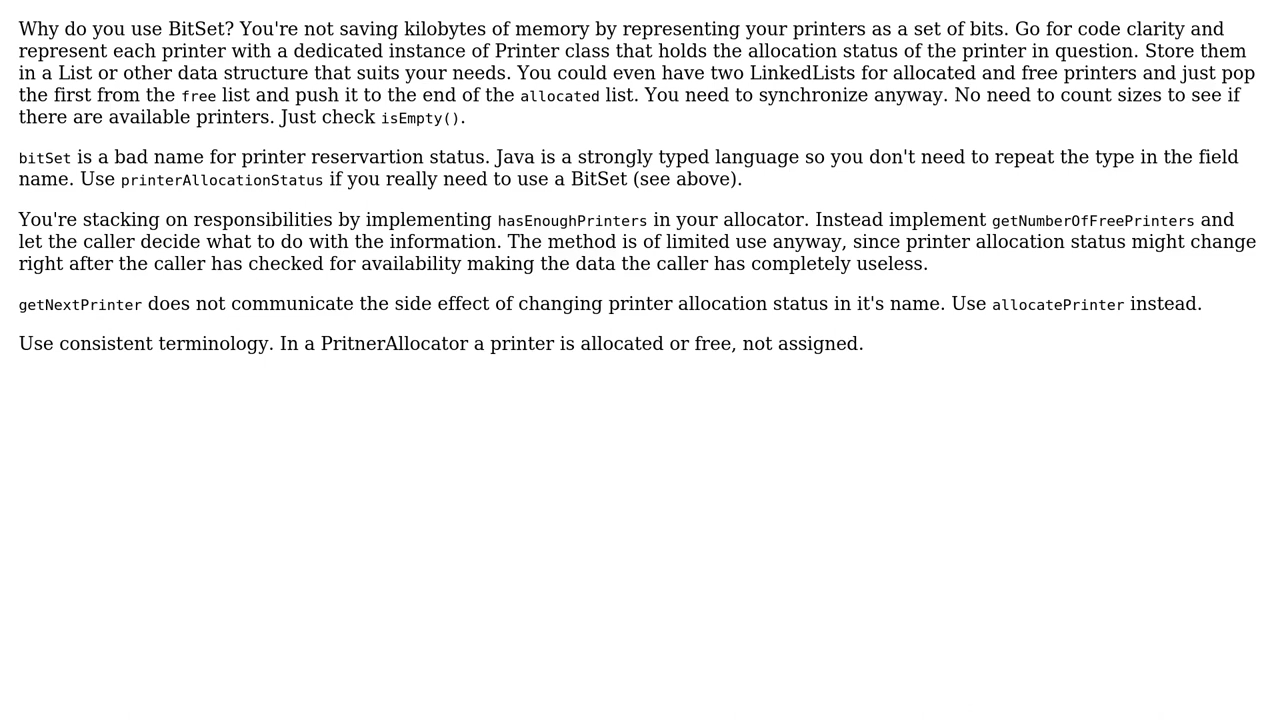 Why do you use BitSet? You're not saving kilobytes of memory by representing your printers as a set of bits. Go for code clarity and
represent each printer with a dedicated instance of Printer class that holds the allocation status of the printer in question. Store them
in a List or other data structure that suits your needs. You could even have two LinkedLists for allocated and free printers and just pop
the first from the free list and push it to the end of the allocated list. You need to synchronize anyway. No need to count sizes to see if
there are available printers. Just check isEmpty().
bitSet is a bad name for printer reservartion status. Java is a strongly typed language so you don't need to repeat the type in the field
name. Use printerAllocationStatus if you really need to use a BitSet (see above).
You're stacking on responsibilities by implementing hasEnoughPrinters in your allocator. Instead implement getNumberOfFreePrinters and
let the caller decide what to do with the information. The method is of limited use anyway, since printer allocation status might change
right after the caller has checked for availability making the data the caller has completely useless.
getNextPrinter does not communicate the side effect of changing printer allocation status in it's name. Use allocatePrinter instead.
Use consistent terminology. In a PritnerAllocator a printer is allocated or free, not assigned.